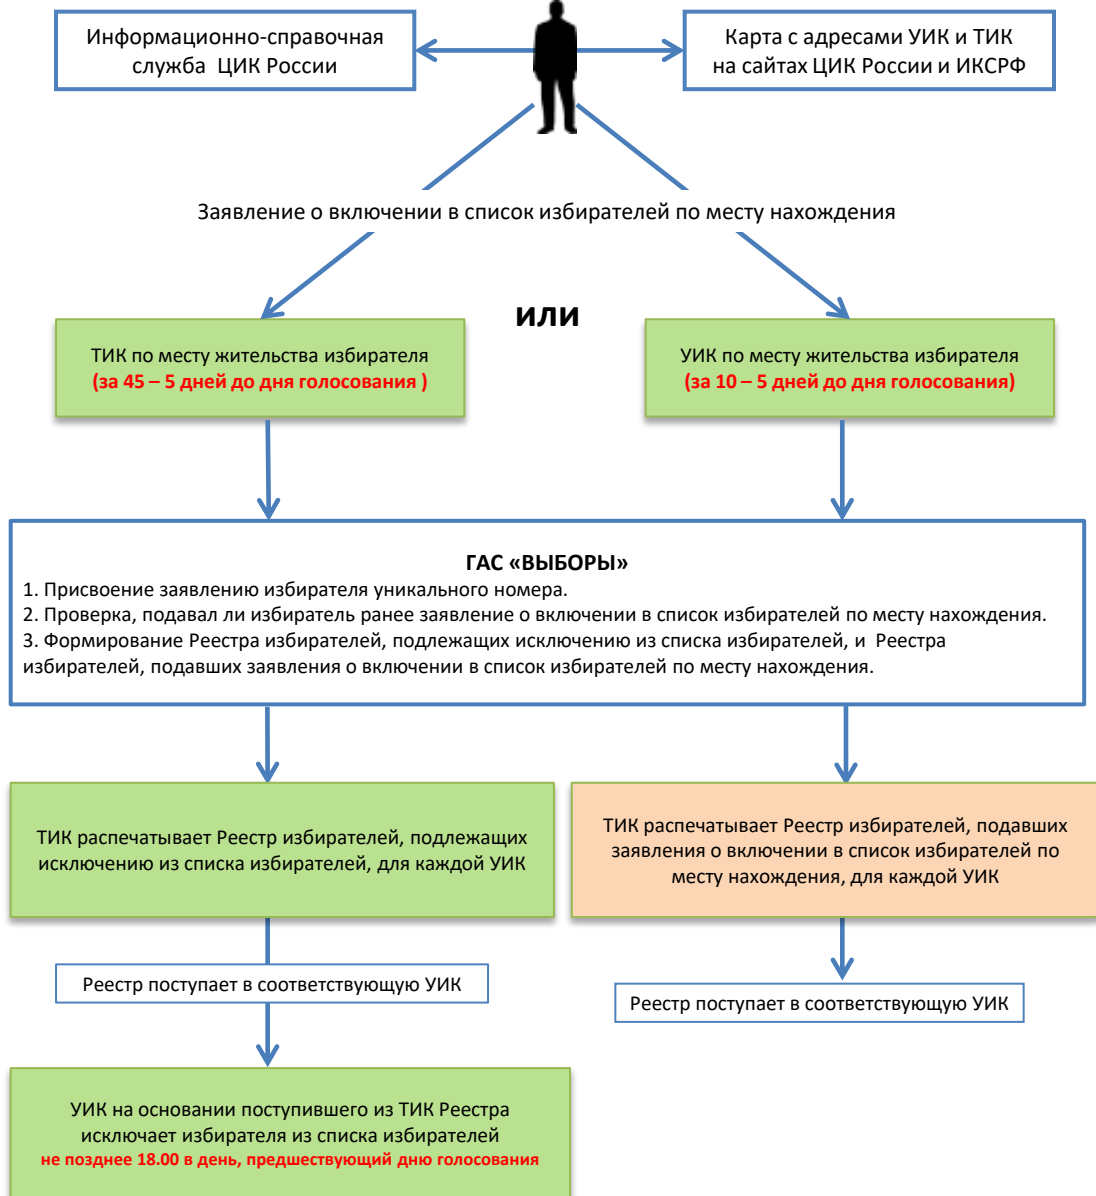 Информационно-справочная
служба ЦИК России
Карта с адресами УИК и ТИК
на сайтах ЦИК России и ИКСРФ
Заявление о включении в список избирателей по месту нахождения
или
ТИК по месту жительства избирателя
(за 45 – 5 дней до дня голосования )
УИК по месту жительства избирателя
(за 10 – 5 дней до дня голосования)
ГАС «ВЫБОРЫ»
1. Присвоение заявлению избирателя уникального номера.
2. Проверка, подавал ли избиратель ранее заявление о включении в список избирателей по месту нахождения.
3. Формирование Реестра избирателей, подлежащих исключению из списка избирателей, и Реестра
избирателей, подавших заявления о включении в список избирателей по месту нахождения.
ТИК распечатывает Реестр избирателей, подлежащих
исключению из списка избирателей, для каждой УИК
ТИК распечатывает Реестр избирателей, подавших
заявления о включении в список избирателей по
месту нахождения, для каждой УИК
Реестр поступает в соответствующую УИК
Реестр поступает в соответствующую УИК
УИК на основании поступившего из ТИК Реестра
исключает избирателя из списка избирателей
не позднее 18.00 в день, предшествующий дню голосования